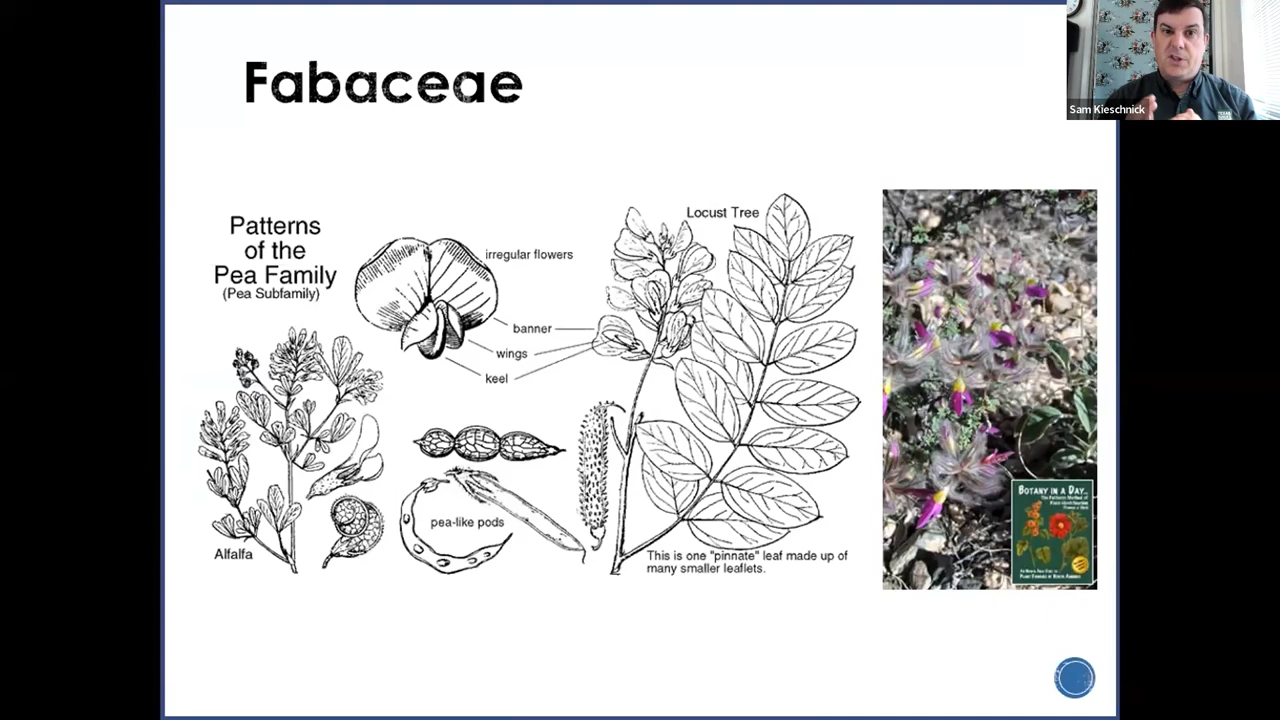 Fabaceae
Sam Kieschnick
Patterns
of the
Pea Family
(Pea Subfamily)
irregular flowers
banner
wings
keel
Locust Tree
pea-like pods
Alfalfa
This is one "pinnate" leaf made up of
many smaller leaflets.
BOTANY IN A DAY